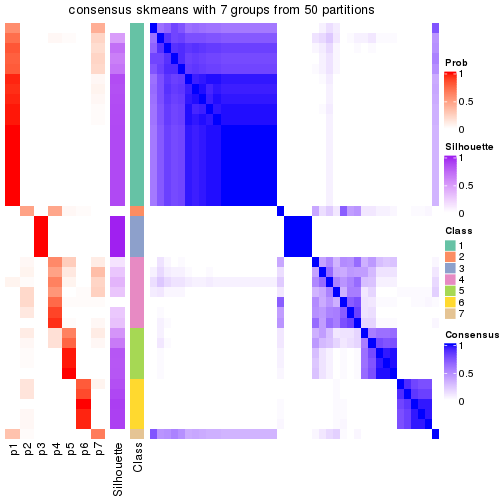 consensus skmeans with 7 groups from 50 partitions
Prob
1
0.5
0
Silhouette
1
0.5
0
Class
1
2
3
4
5
6
7
Consensus
1
0.5
0
p1
p2
p3
p4
p5
p6
p7
Silhouette
Class